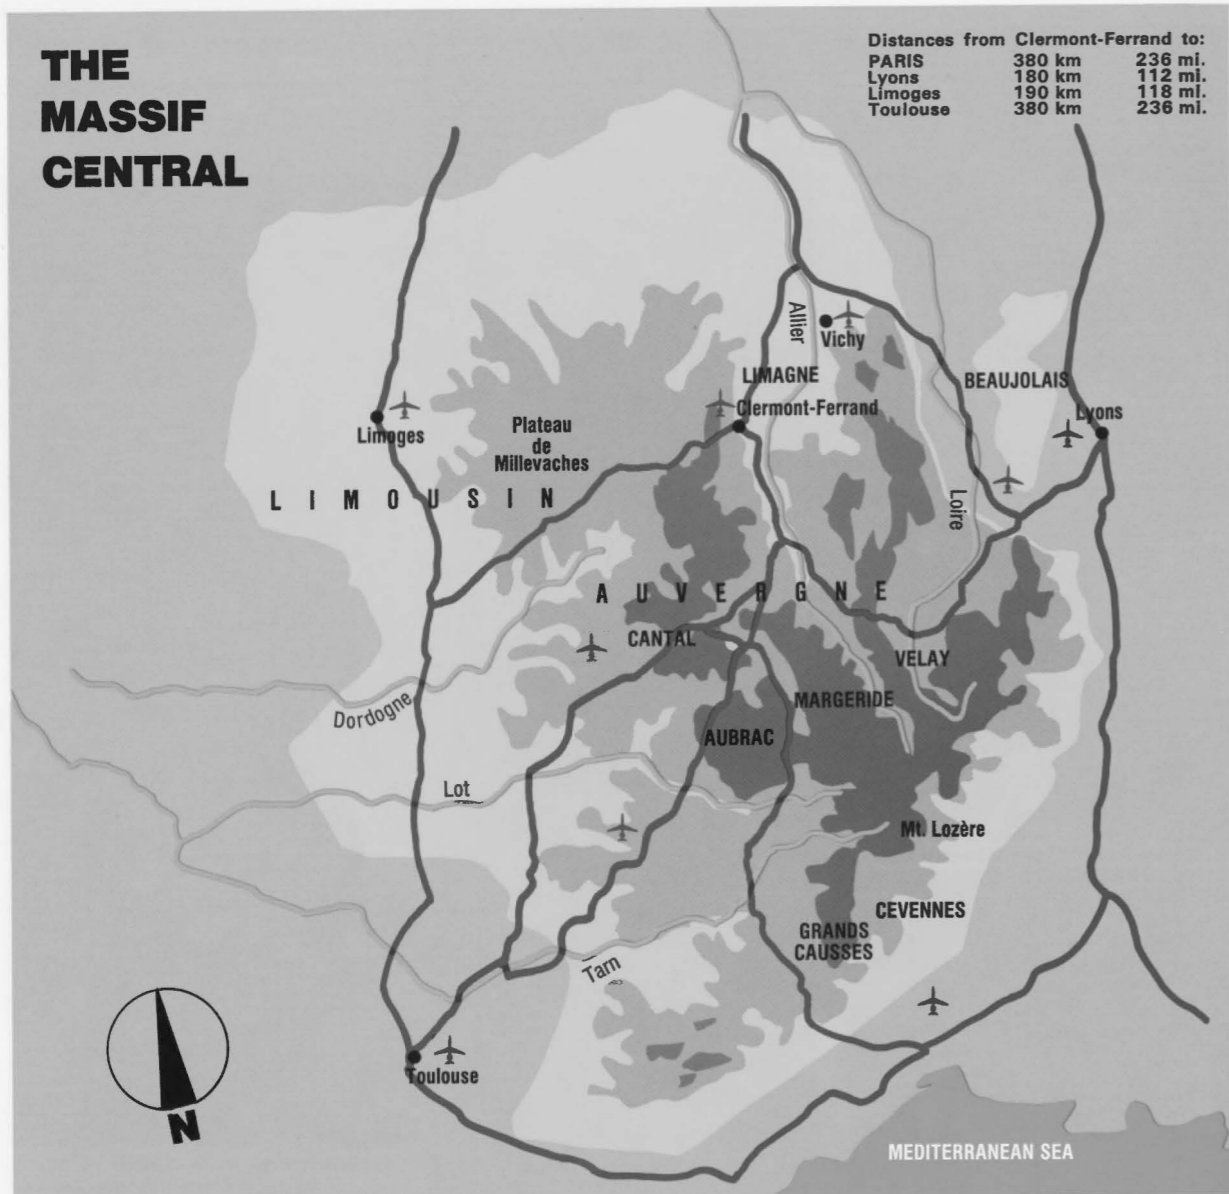 THE
MASSIF
CENTRAL
Distances from Clermont-Ferrand to:
PARIS 380 km 236 mi.
Lyons 180 km 112 mi.
Limoges 190 km 118 mi.
Toulouse 380 km 236 mi.
Allier
Vichy
LIMAGNE
BEAUJOLAIS
Clermont-Ferrand
Lyons
Limoges
Plateau
de
Millevaches
LIMOUSIN
Loire
AUVERGNE
CANTAL
VELAY
MARGERIDE
Dordogne
AUBRAC
Lot
Mt. Lozère
CEVENNES
GRANDS
CAUSSES
Tarn
Toulouse
N
MEDITERRANEAN SEA